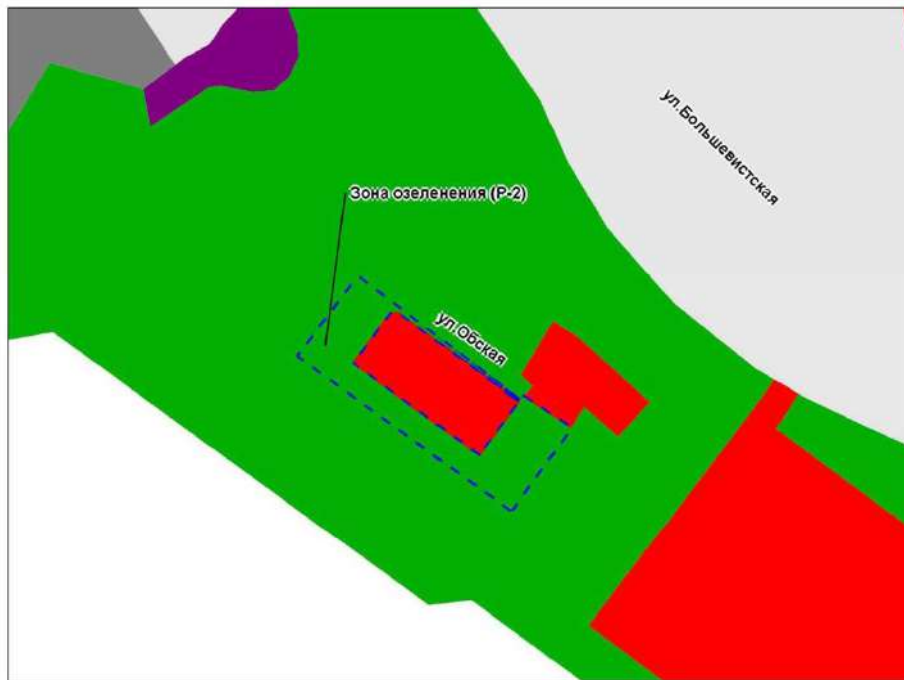 ул.Большевистская
Зона озеленения (Р-2)
ул.Обская